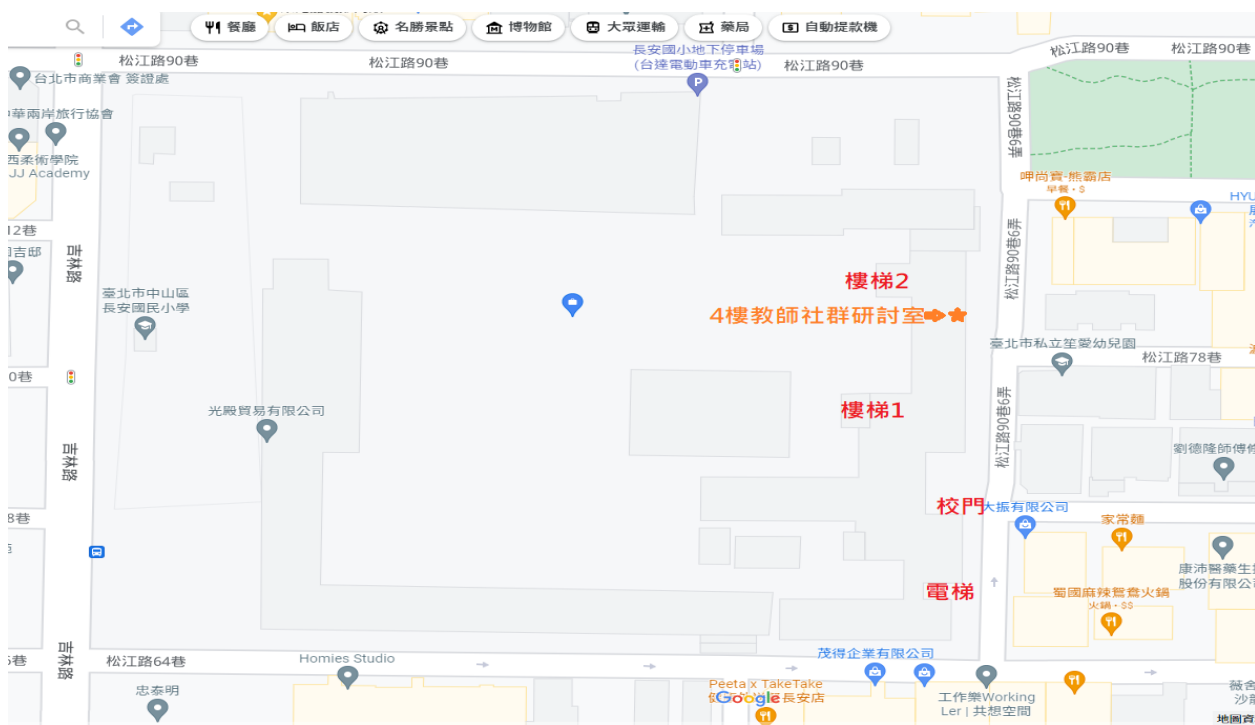 餐廳
飯店
名勝景點
博物館
大眾運輸
藥局
自動提款機
松江路90巷
松江路90巷
長安國小地下停車場
(台達電動車充電站)
松江路90巷
松江路90巷
松江路90巷
台北市商業會 簽證處
中華兩岸旅行協會
西柔術學院
JJ Academy
松江路90巷6弄
呷尚寶-熊霸店
早餐・$
HYU
12巷
吉林路
松江路90巷6弄
樓梯2
4樓教師社群研討室
臺北市中山區
長安國民小學
臺北市私立笙愛幼兒園
松江路78巷
0巷
光殿貿易有限公司
樓梯1
松江路90巷6弄
吉林路
劉德隆師傅修
校門
大振有限公司
家常麵
8巷
康沛醫藥生技
股份有限公司
電梯
蜀國麻辣鴛鴦火鍋
火鍋・$$
吉林路
松江路64巷
Homies Studio
茂得企業有限公司
忠泰明
Peeta x TakeTake
長安店
Google
工作樂Working
Ler | 共想空間
薇舍
地圖資